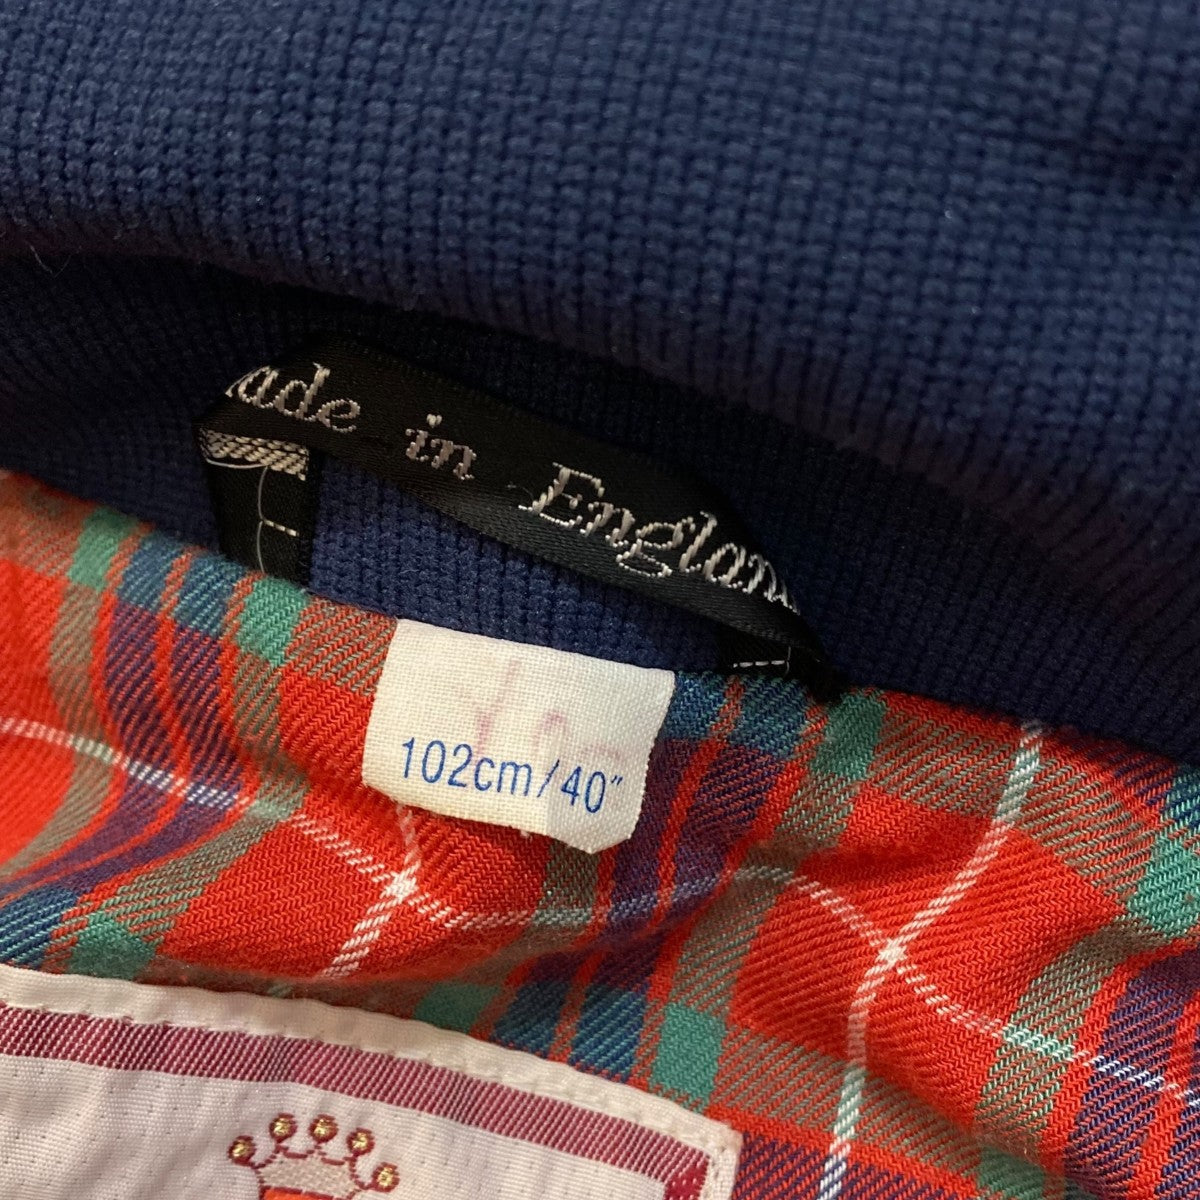 ade in England
102cm/40"